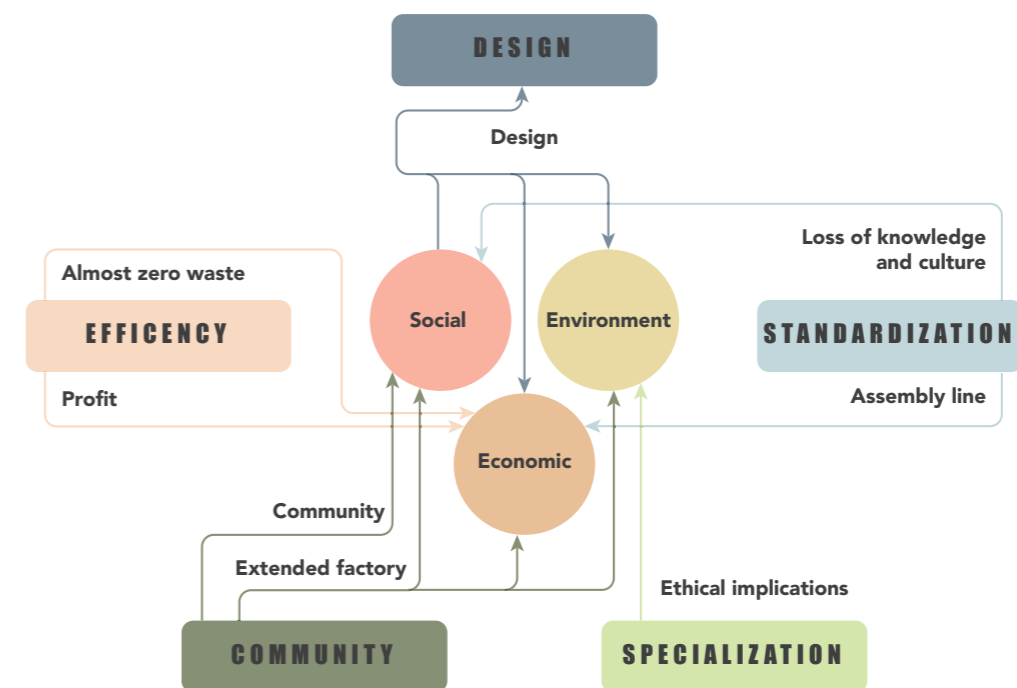 DESIGN
Design
Loss of knowledge
and culture
Almost zero waste
EFFICENCY
Social
Environment
STANDARDIZATION
Profit
Assembly line
Economic
Community
Extended factory
Ethical implications
COMMUNITY
SPECIALIZATION